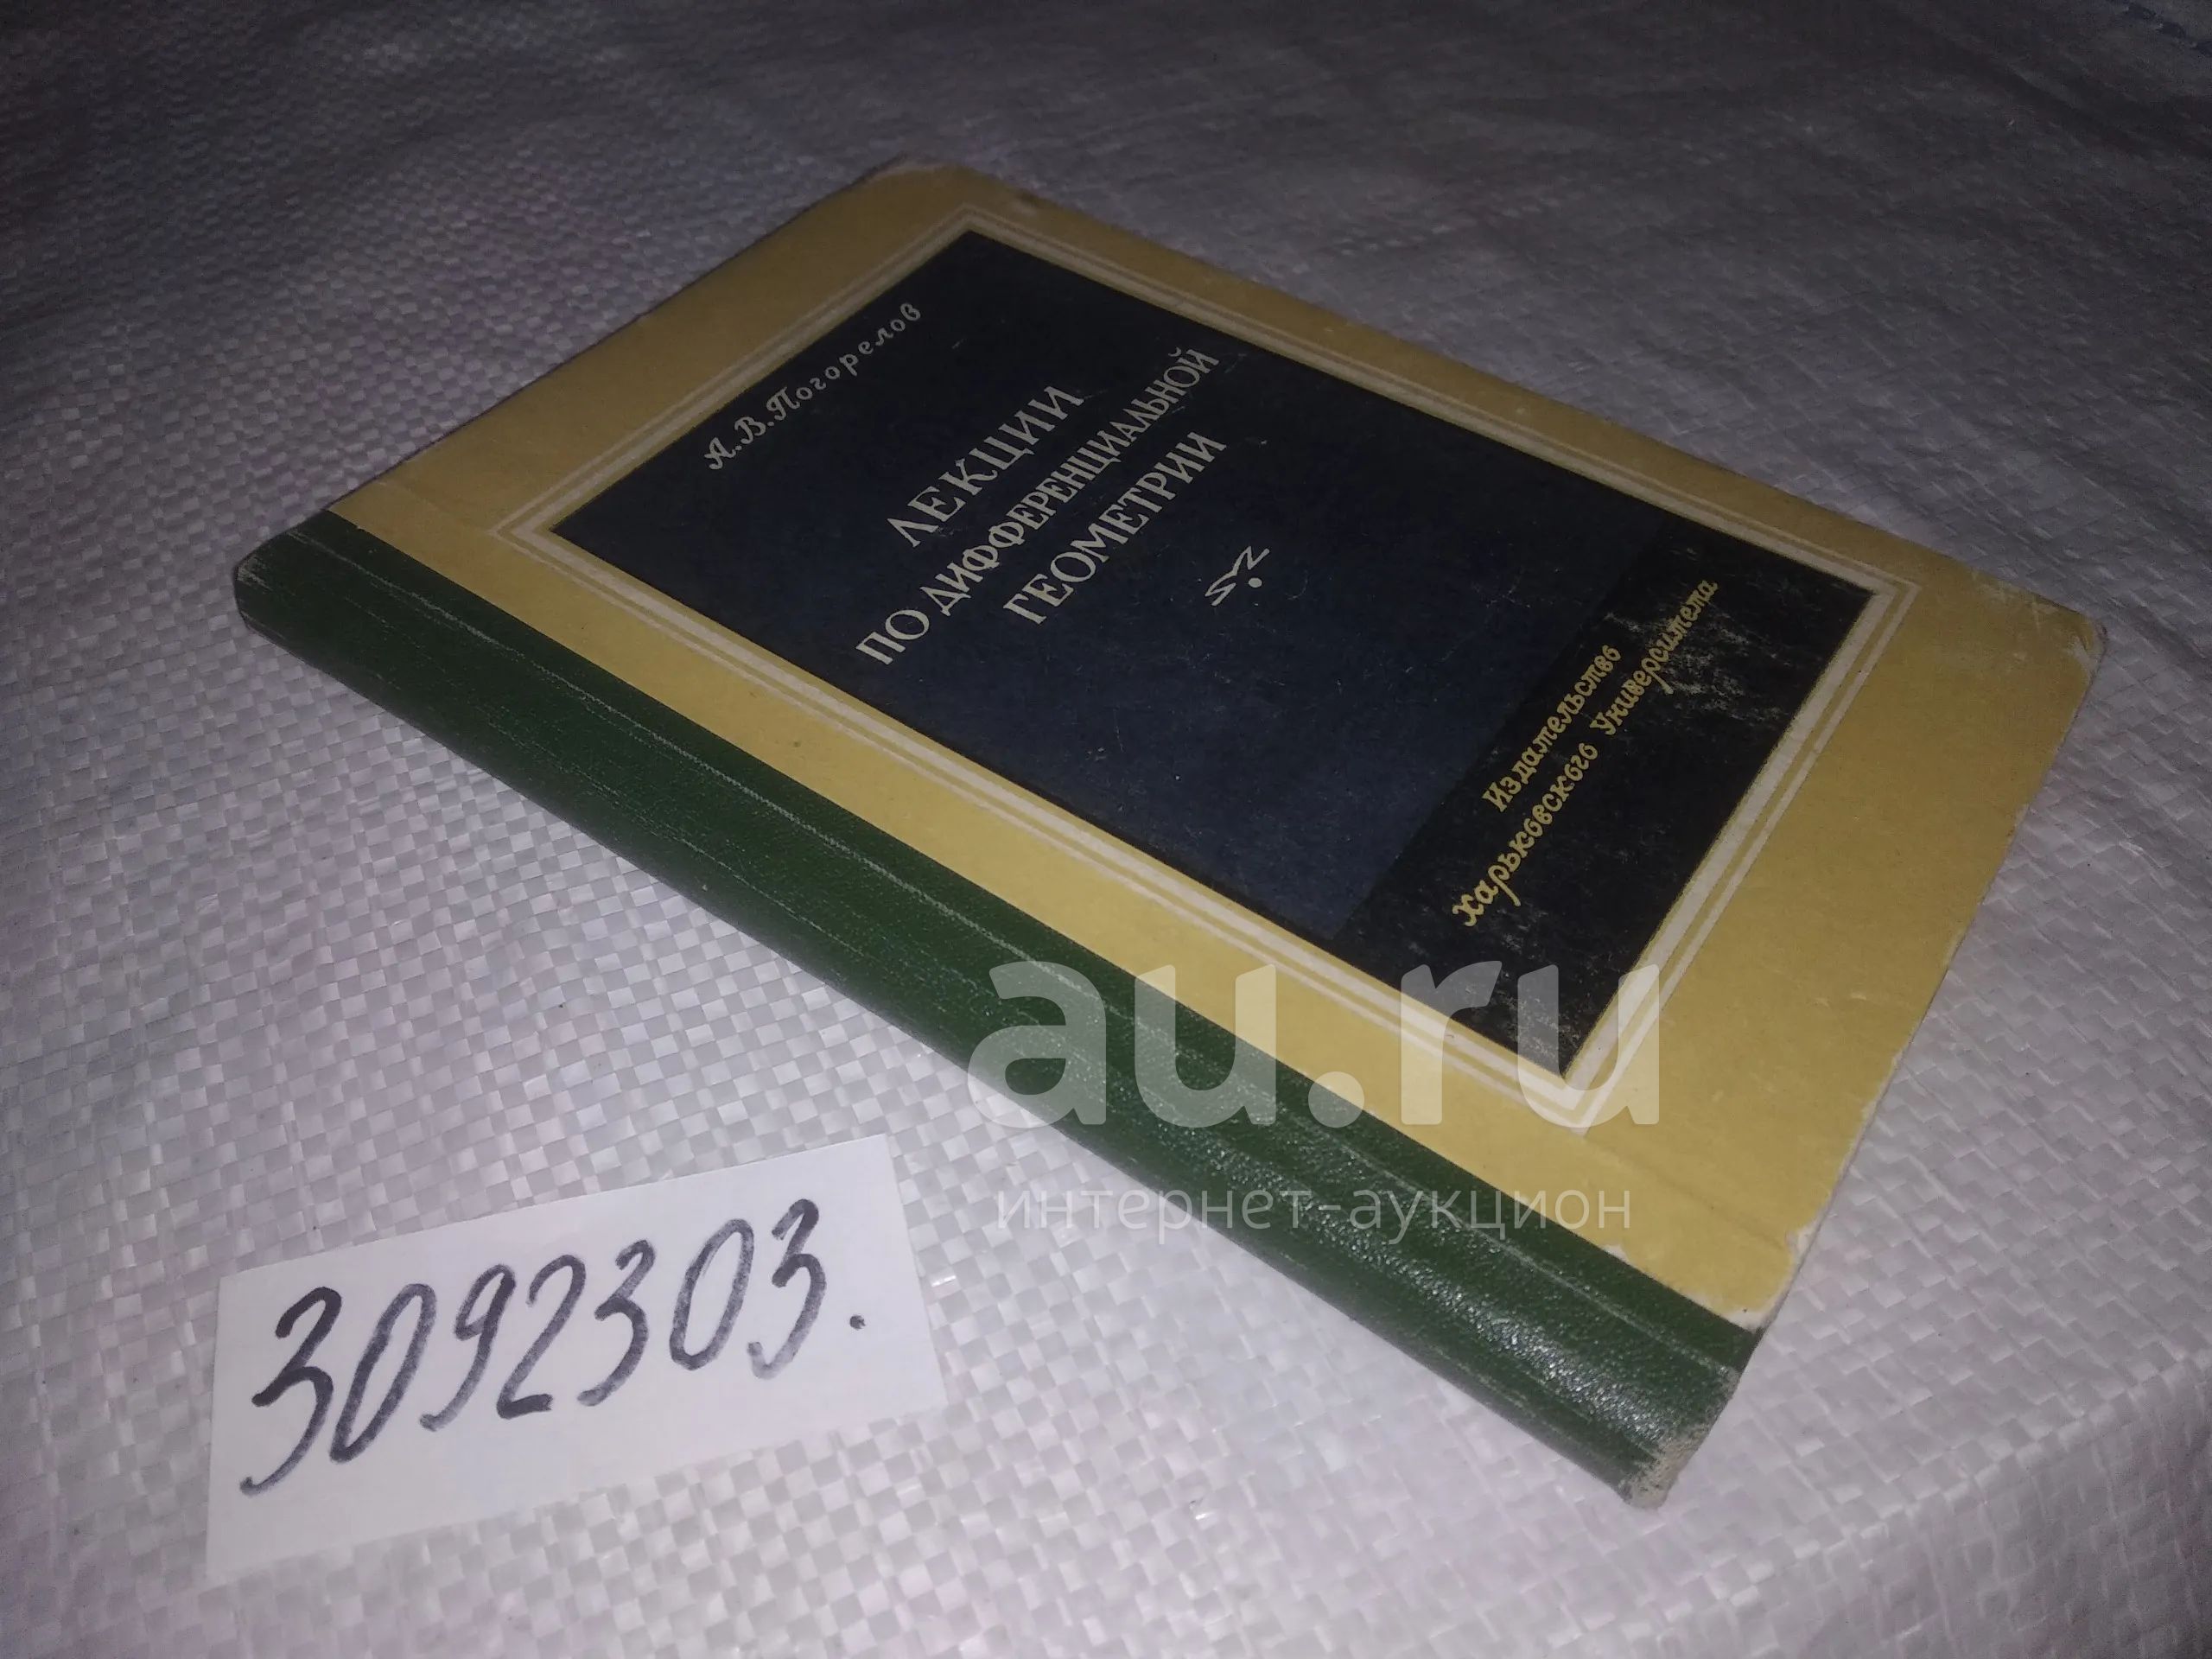 А.В.Погорелов
ЛЕКЦИИ
ПО ДИФФЕРЕНЦИАЛЬНОЙ
ГЕОМЕТРИИ
Издательство
Харьковского Университета
au.ru
интернет-аукцион
3092303.